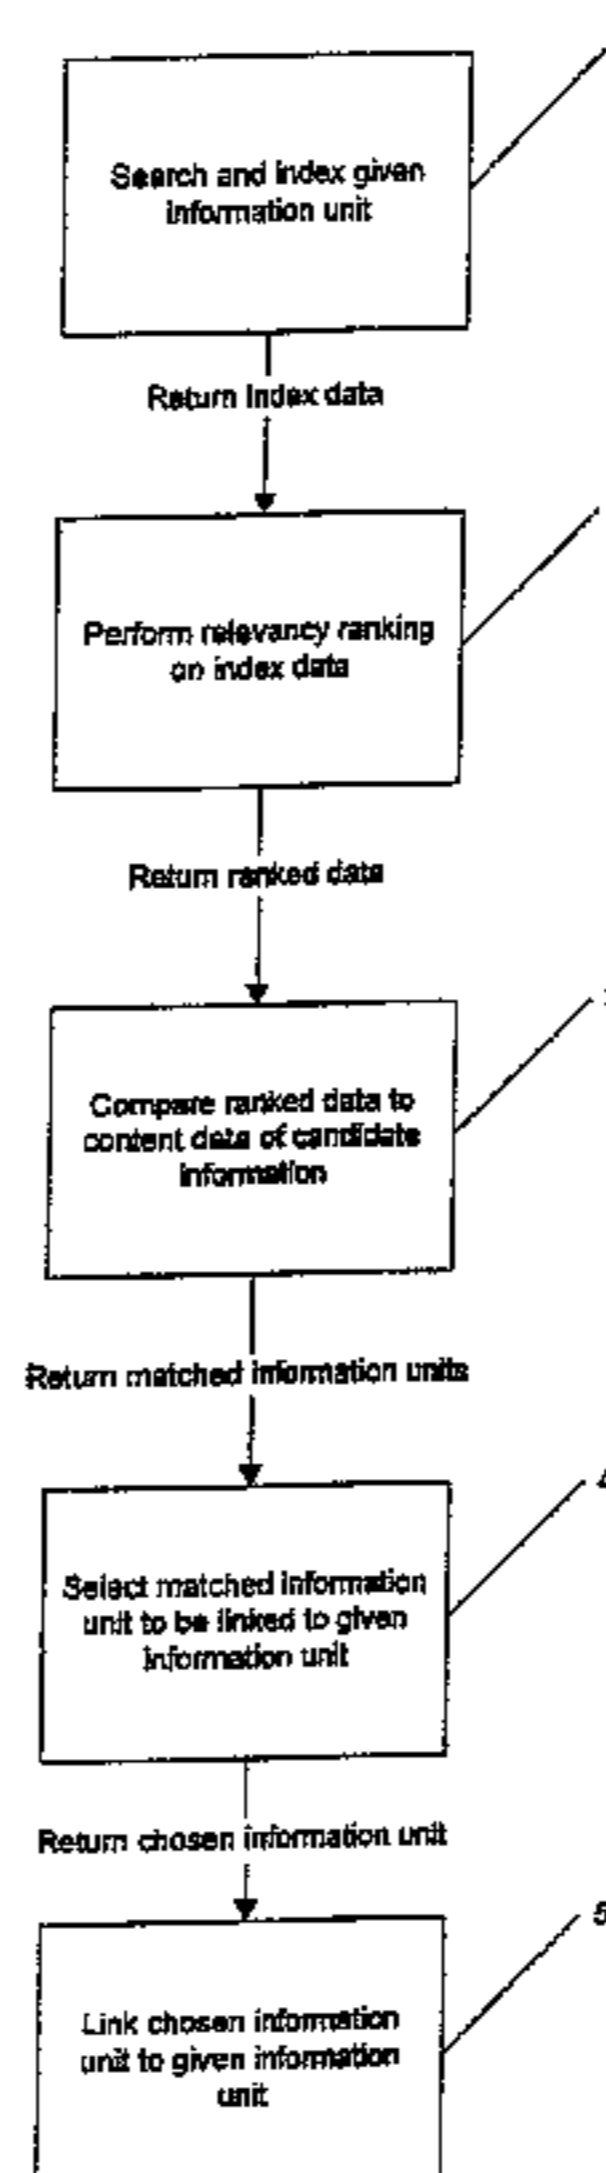 Search and index given
information unit
Return index data
Perform relevancy ranking
on index data
Return ranked data
Compare ranked data to
content data of candidate
information
Return matched information units
Select matched information
unit to be linked to given
information unit
Return chosen information unit
5
Link chosen information
unit to given information
unit